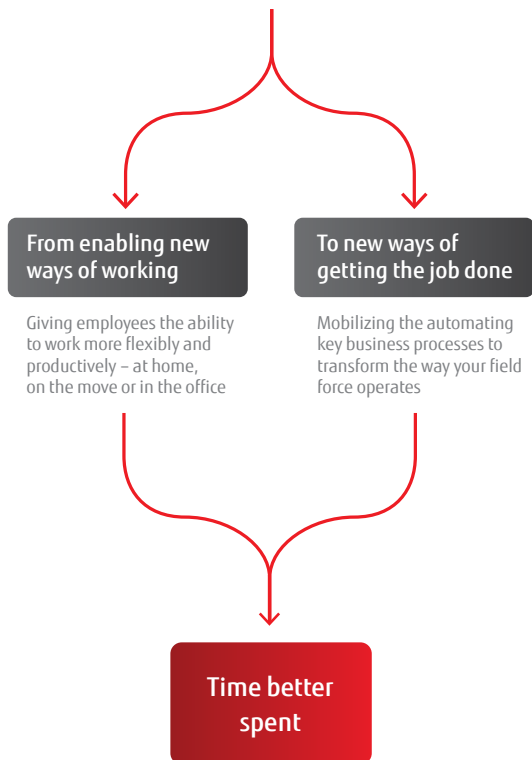 From enabling new
ways of working
Giving employees the ability
to work more flexibly and
productively – at home,
on the move or in the office
To new ways of
getting the job done
Mobilizing the automating
key business processes to
transform the way your field
force operates
Time better
spent